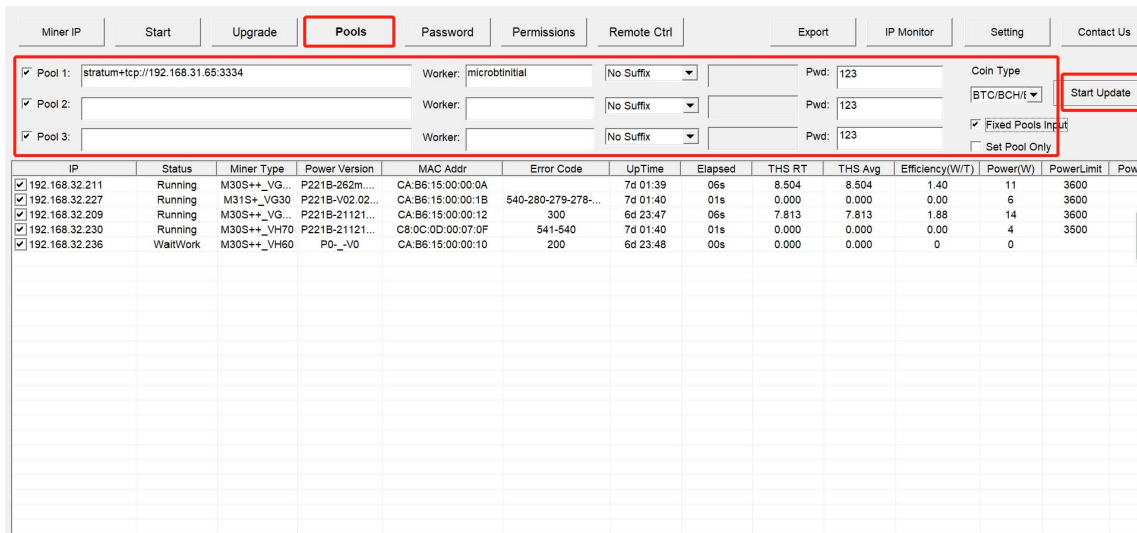 Miner IP Start Upgrade Pools Password Permissions Remote Ctrl Export IP Monitor Setting Contact Us
Pool 1: stratum+tcp://192.168.31.65:3334 Worker: microbtinitial No Suffix Pwd: 123 Coin Type
Pool 2: Worker: No Suffix Pwd: 123 BTC/BCH/E Start Update
Pool 3: Worker: No Suffix Pwd: 123 Fixed Pools Input
Set Pool Only
IP Status Miner Type Power Version MAC Addr Error Code UpTime Elapsed THS RT THS Avg Efficiency(W/T) Power(W) PowerLimit Pow
192.168.32.211 Running M30S++_VG... P221B-262m.... CA:B6:15:00:00:0A 7d 01:39 06s 8.504 8.504 1.40 11 3600
192.168.32.227 Running M31S+_VG30 P221B-V02.02... CA:B6:15:00:00:1B 540-280-279-278-... 7d 01:40 01s 0.000 0.000 0.00 6 3600
192.168.32.209 Running M30S++_VG... P221B-21121... CA:B6:15:00:00:12 300 6d 23:47 06s 7.813 7.813 1.88 14 3600
192.168.32.230 Running M30S++_VH70 P221B-21121... C8:0C:0D:00:07:0F 541-540 7d 01:40 01s 0.000 0.000 0.00 4 3500
192.168.32.236 WaitWork M30S++_VH60 P0-_-V0 CA:B6:15:00:00:10 200 6d 23:48 00s 0.000 0.000 0 0